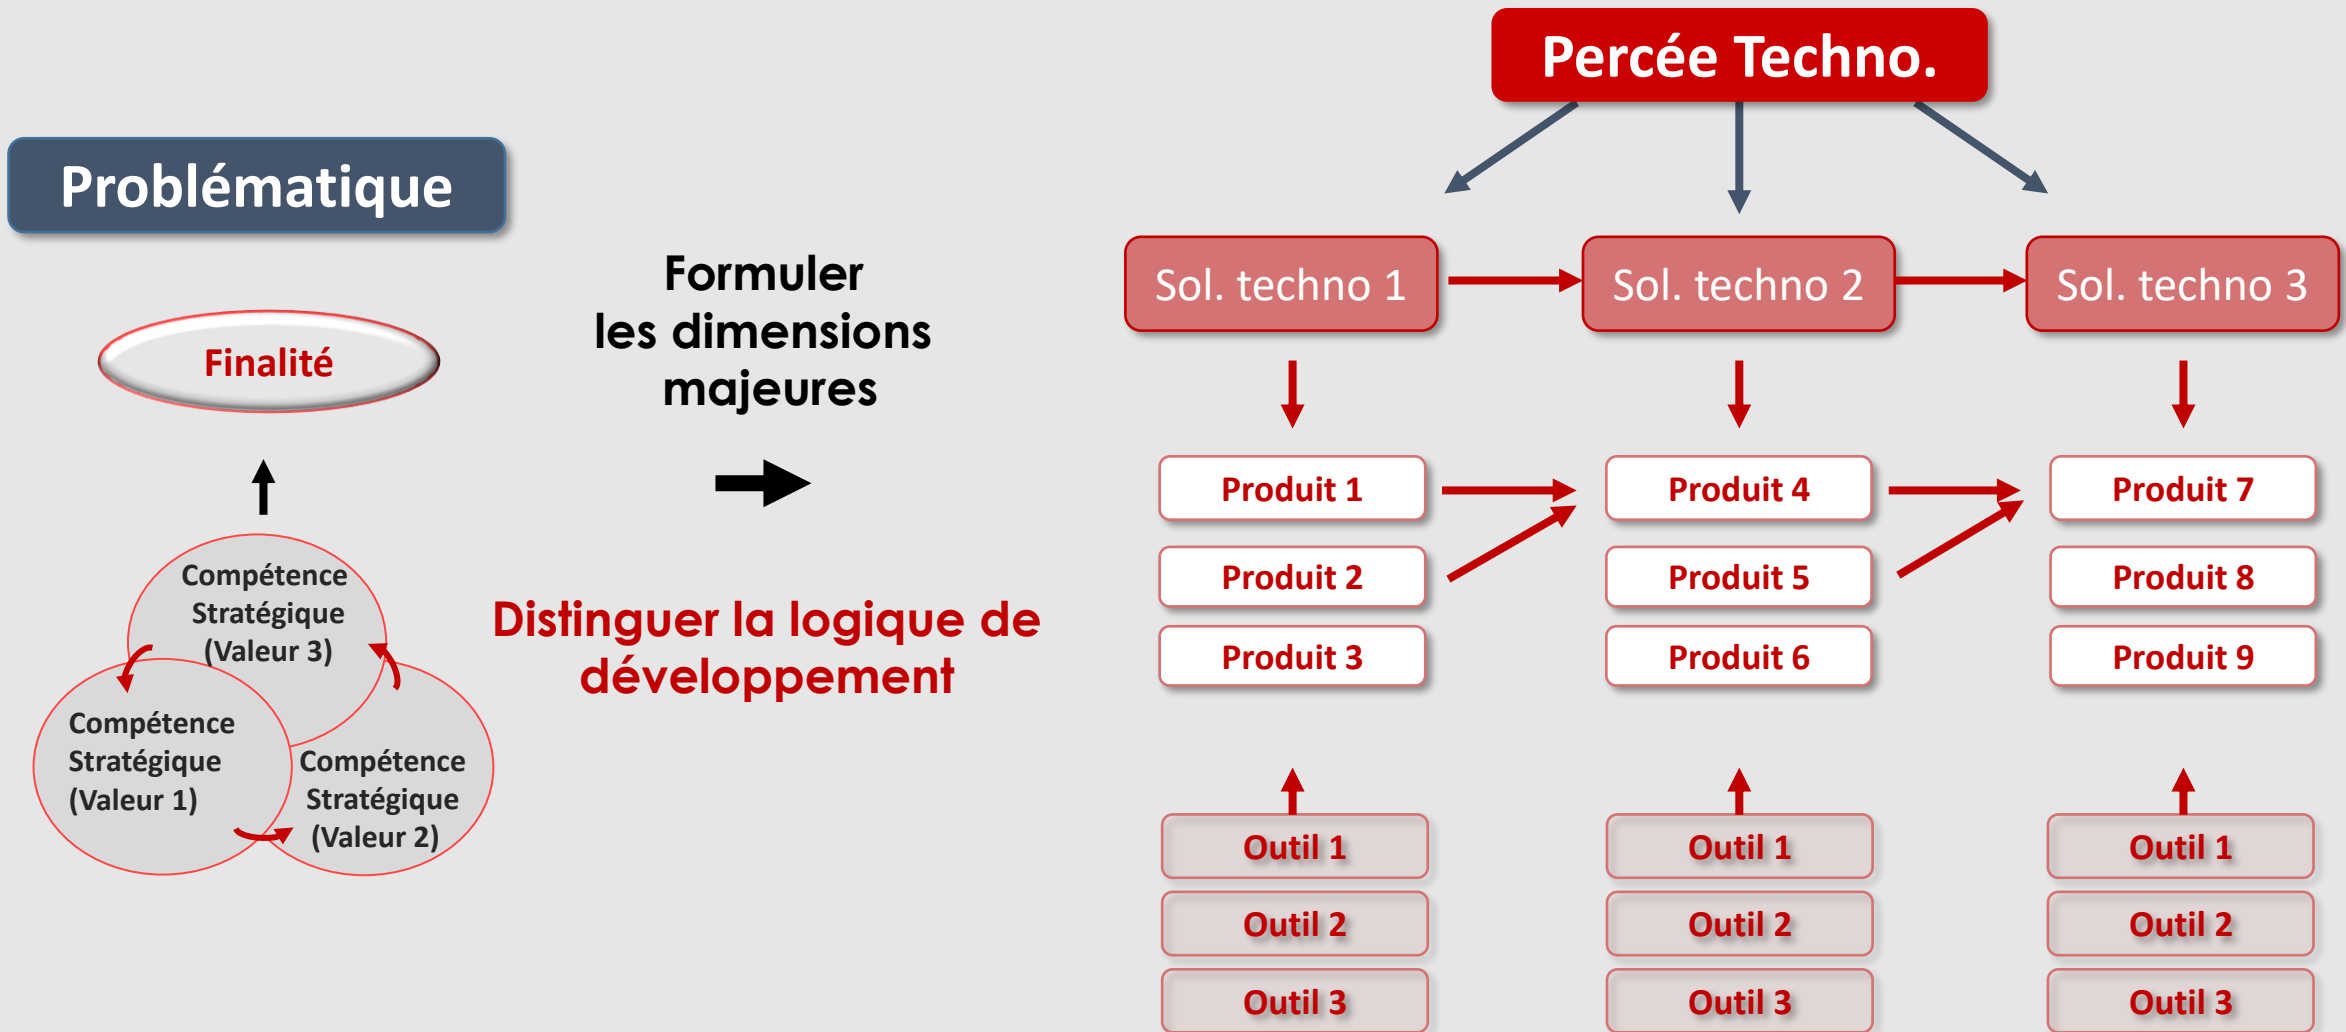 Problématique
Finalité
Compétence
Stratégique
(Valeur 3)
Compétence
Stratégique
(Valeur 1)
Compétence
Stratégique
(Valeur 2)
Formuler
les dimensions
majeures
Distinguer la logique de
développement
Percée Techno.
Sol. techno 1
Sol. techno 2
Sol. techno 3
Produit 1
Produit 4
Produit 7
Produit 2
Produit 5
Produit 8
Produit 3
Produit 6
Produit 9
Outil 1
Outil 1
Outil 1
Outil 2
Outil 2
Outil 2
Outil 3
Outil 3
Outil 3